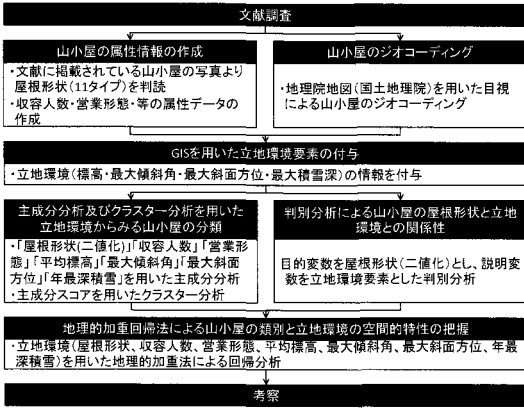 文献調査
山小屋の属性情報の作成
・文献に掲載されている山小屋の写真より
屋根形状(11タイプ)を判読
・収容人数・営業形態・等の属性データの
作成
山小屋のジオコーディング
・地理院地図(国土地理院)を用いた目視
による山小屋のジオコーディング
GISを用いた立地環境要素の付与
・立地環境(標高・最大傾斜角・最大斜面方位・最大積雪深)の情報を付与
主成分分析及びクラスター分析を用いた
立地環境からみる山小屋の分類
・「屋根形状(二値化)」「収容人数」「営業形
態」「平均標高」「最大傾斜角」「最大斜面
方位」「年最深積雪」を用いた主成分分析
・主成分スコアを用いたクラスター分析
判別分析による山小屋の屋根形状と立地
環境との関係性
目的変数を屋根形状(二値化)とし、説明変
数を立地環境要素とした判別分析
地理的加重回帰法による山小屋の類別と立地環境の空間的特性の把握
・立地環境(屋根形状、収容人数、営業形態、平均標高、最大傾斜角、最大斜面方位、年最
深積雪)を用いた地理的加重法による回帰分析
考察